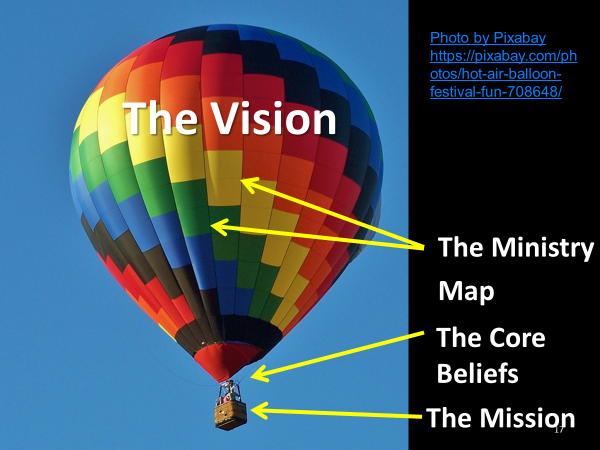 Photo by Pixabay
https://pixabay.com/ph
otos/hot-air-balloon-
festival-fun-708648/
The Vision
The Ministry
Map
The Core
Beliefs
The Mission
17